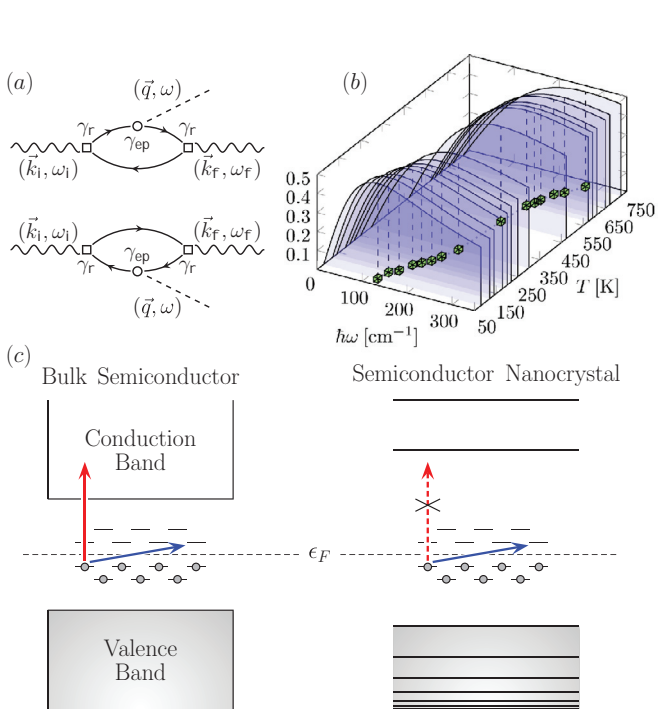 (a)
(q⃗, ω)
γr γr
γep
(k⃗i, ωi) (k⃗f, ωf)
(k⃗i, ωi) (k⃗f, ωf)
γep
γr γr
(q⃗, ω)
(b)
0.5
0.4
0.3
0.2
0.1
0 100 200 300
ħω [cm⁻¹]
50 150 250 350 450 550 650 750
T [K]
(c)
Bulk Semiconductor
Conduction
Band
ϵF
Valence
Band
Semiconductor Nanocrystal